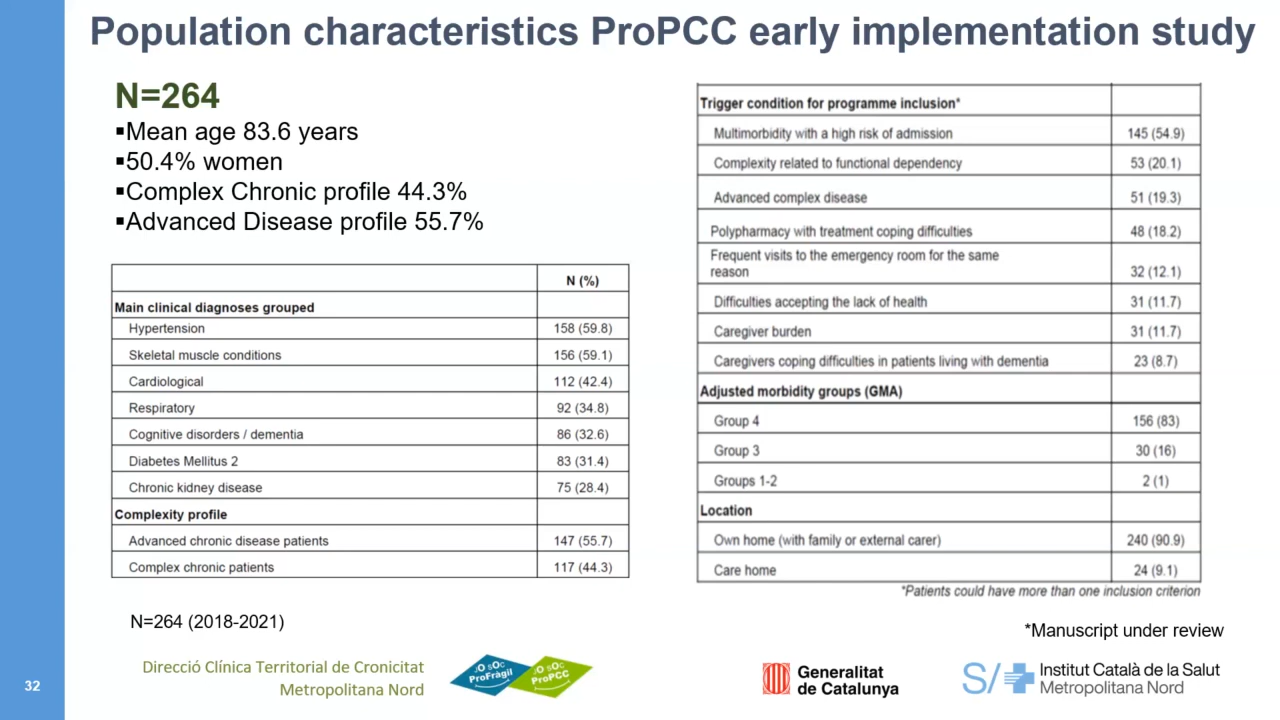 Population characteristics ProPCC early implementation study
N=264
▪Mean age 83.6 years
▪50.4% women
▪Complex Chronic profile 44.3%
▪Advanced Disease profile 55.7%
N (%)
Main clinical diagnoses grouped
Hypertension 158 (59.8)
Skeletal muscle conditions 156 (59.1)
Cardiological 112 (42.4)
Respiratory 92 (34.8)
Cognitive disorders / dementia 86 (32.6)
Diabetes Mellitus 2 83 (31.4)
Chronic kidney disease 75 (28.4)
Complexity profile
Advanced chronic disease patients 147 (55.7)
Complex chronic patients 117 (44.3)
N=264 (2018-2021)
Trigger condition for programme inclusion*
Multimorbidity with a high risk of admission 145 (54.9)
Complexity related to functional dependency 53 (20.1)
Advanced complex disease 51 (19.3)
Polypharmacy with treatment coping difficulties 48 (18.2)
Frequent visits to the emergency room for the same
reason 32 (12.1)
Difficulties accepting the lack of health 31 (11.7)
Caregiver burden 31 (11.7)
Caregivers coping difficulties in patients living with dementia 23 (8.7)
Adjusted morbidity groups (GMA)
Group 4 156 (83)
Group 3 30 (16)
Groups 1-2 2 (1)
Location
Own home (with family or external carer) 240 (90.9)
Care home 24 (9.1)
*Patients could have more than one inclusion criterion
*Manuscript under review
32
Direcció Clínica Territorial de Cronicitat
Metropolitana Nord
ProFràgil
ProPCC
Generalitat
de Catalunya
S/
Institut Català de la Salut
Metropolitana Nord